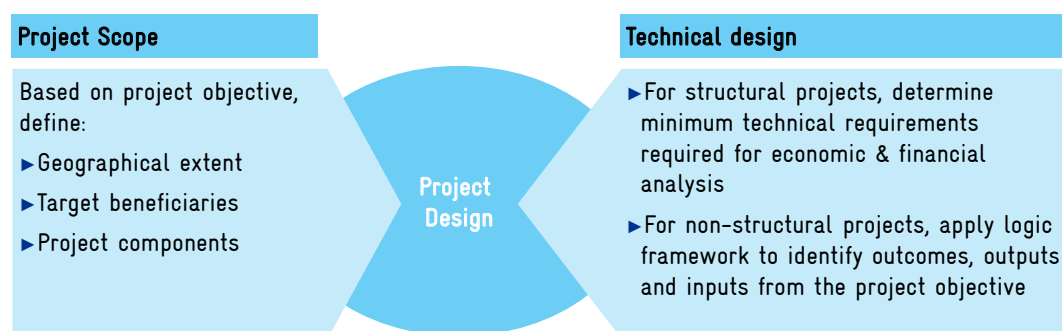 Project Scope
Based on project objective,
define:
►Geographical extent
►Target beneficiaries
►Project components
Project
Design
Technical design
►For structural projects, determine
minimum technical requirements
required for economic & financial
analysis
►For non-structural projects, apply logic
framework to identify outcomes, outputs
and inputs from the project objective